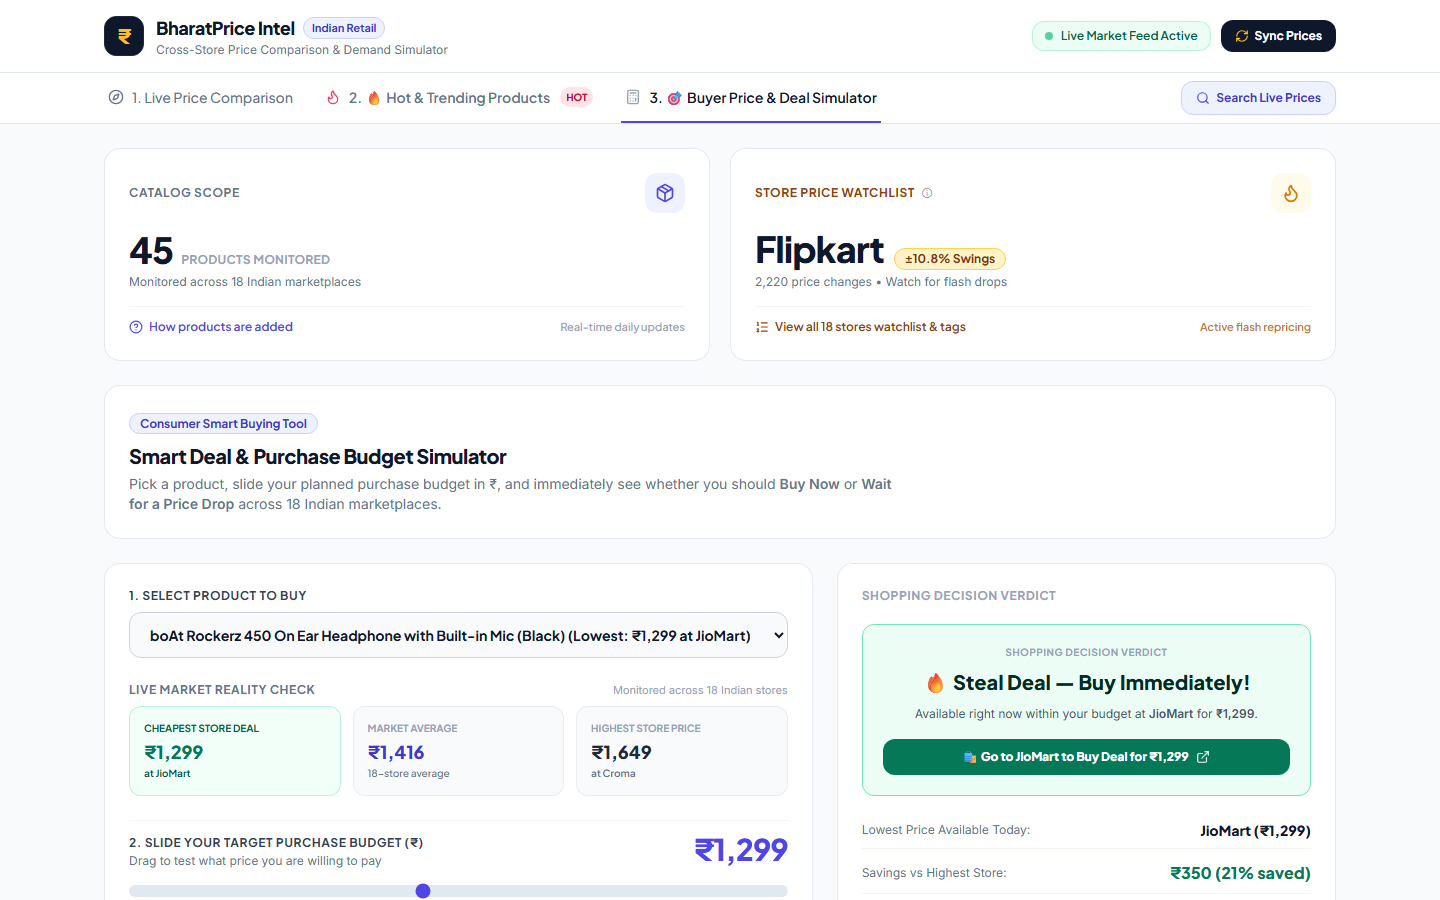 ₹
BharatPrice Intel
Indian Retail
Cross-Store Price Comparison & Demand Simulator
Live Market Feed Active
Sync Prices
1. Live Price Comparison
2. 🔥 Hot & Trending Products
HOT
3. 🎯 Buyer Price & Deal Simulator
Search Live Prices
CATALOG SCOPE
45 PRODUCTS MONITORED
Monitored across 18 Indian marketplaces
How products are added
Real-time daily updates
STORE PRICE WATCHLIST
Flipkart
±10.8% Swings
2,220 price changes • Watch for flash drops
View all 18 stores watchlist & tags
Active flash repricing
Consumer Smart Buying Tool
Smart Deal & Purchase Budget Simulator
Pick a product, slide your planned purchase budget in ₹, and immediately see whether you should Buy Now or Wait
for a Price Drop across 18 Indian marketplaces.
1. SELECT PRODUCT TO BUY
boAt Rockerz 450 On Ear Headphone with Built-in Mic (Black) (Lowest: ₹1,299 at JioMart)
LIVE MARKET REALITY CHECK
Monitored across 18 Indian stores
CHEAPEST STORE DEAL
₹1,299
at JioMart
MARKET AVERAGE
₹1,416
18-store average
HIGHEST STORE PRICE
₹1,649
at Croma
2. SLIDE YOUR TARGET PURCHASE BUDGET (₹)
Drag to test what price you are willing to pay
₹1,299
SHOPPING DECISION VERDICT
SHOPPING DECISION VERDICT
🔥 Steal Deal — Buy Immediately!
Available right now within your budget at JioMart for ₹1,299.
🛍️ Go to JioMart to Buy Deal for ₹1,299
Lowest Price Available Today:
JioMart (₹1,299)
Savings vs Highest Store:
₹350 (21% saved)